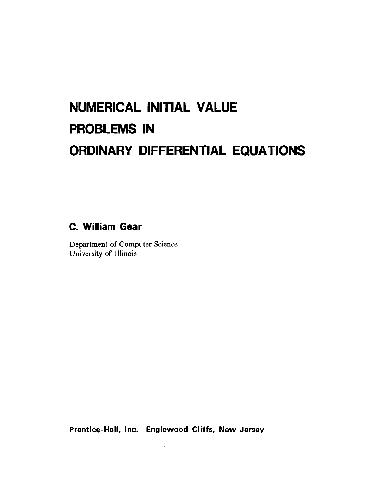 NUMERICAL INITIAL VALUE
PROBLEMS IN
ORDINARY DIFFERENTIAL EQUATIONS
C. William Gear
Department of Computer Science
University of Illinois
Prentice-Hall, Inc. Englewood Cliffs, New Jersey